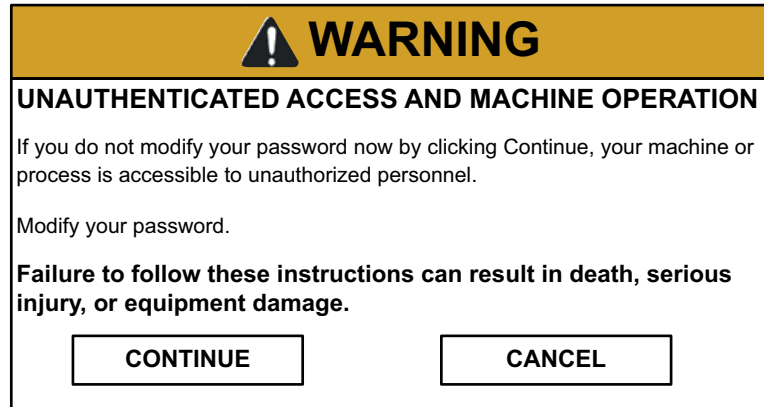 WARNING
UNAUTHENTICATED ACCESS AND MACHINE OPERATION
If you do not modify your password now by clicking Continue, your machine or
process is accessible to unauthorized personnel.
Modify your password.
Failure to follow these instructions can result in death, serious
injury, or equipment damage.
CONTINUE CANCEL